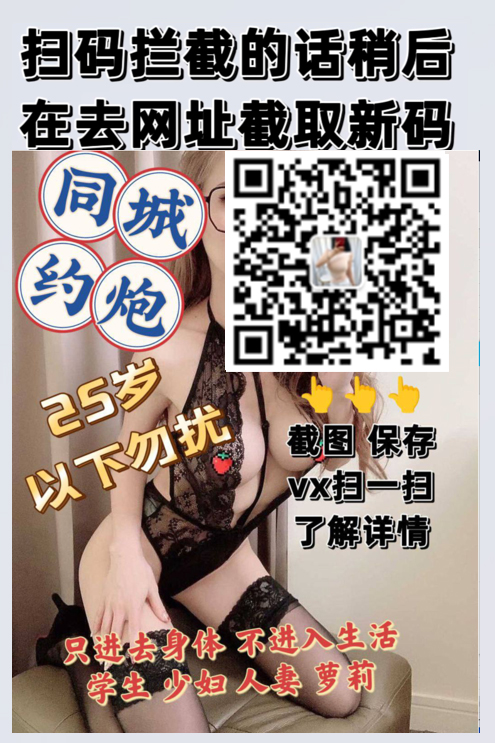 扫码拦截的话稍后
在去网址截取新码
同城
约炮
25岁
以下勿扰
截图 保存
vx扫一扫
了解详情
只进去身体 不进入生活
学生 少妇 人妻 萝莉